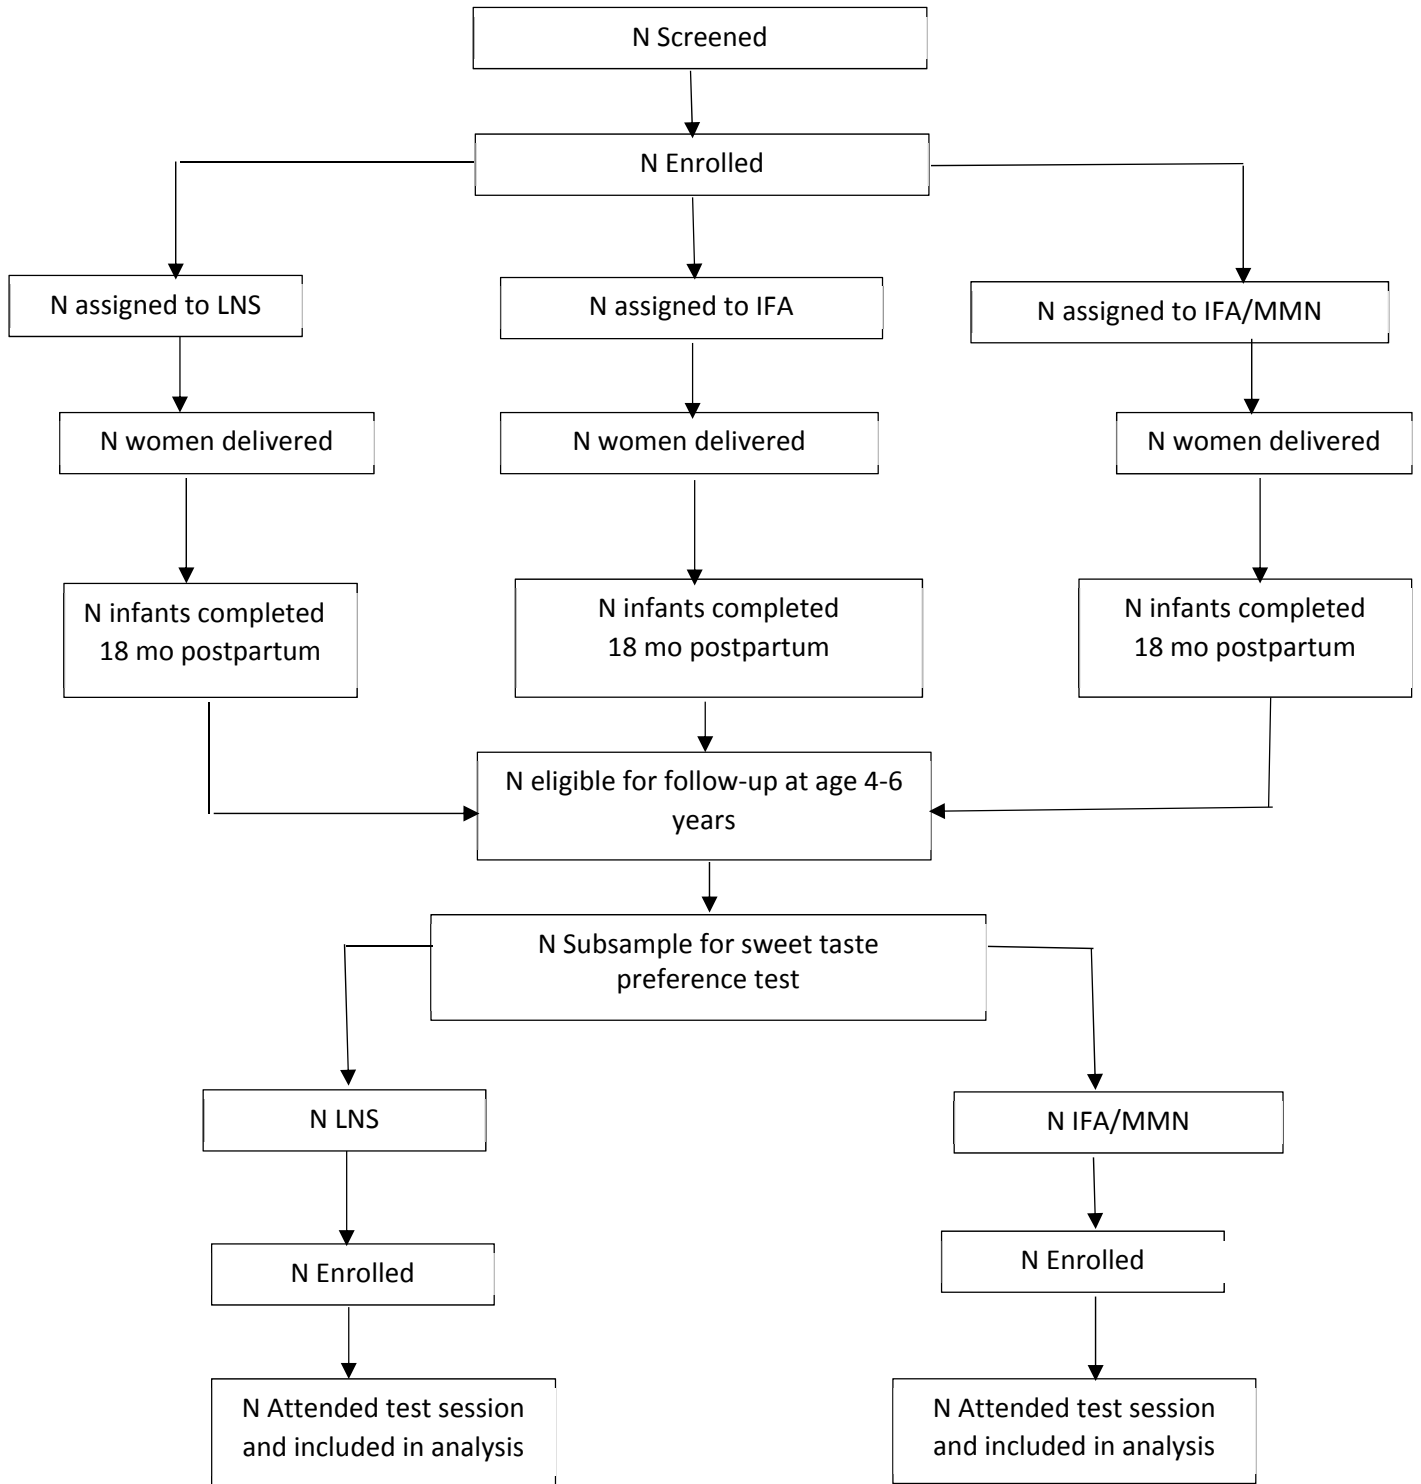 N Screened
N Enrolled
N assigned to LNS
N assigned to IFA
N assigned to IFA/MMN
N women delivered
N women delivered
N women delivered
N infants completed
18 mo postpartum
N infants completed
18 mo postpartum
N infants completed
18 mo postpartum
N eligible for follow-up at age 4-6
years
N Subsample for sweet taste
preference test
N LNS
N IFA/MMN
N Enrolled
N Enrolled
N Attended test session
and included in analysis
N Attended test session
and included in analysis